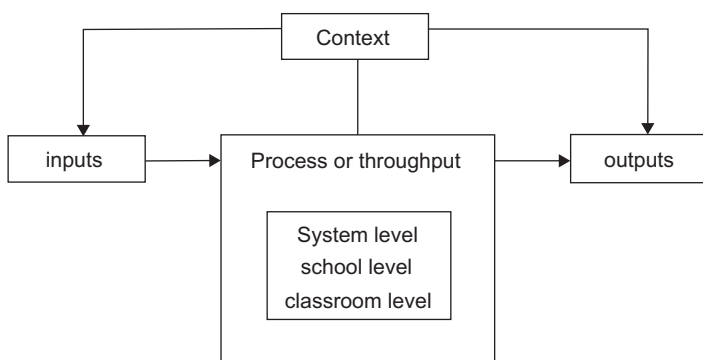 Context
inputs
Process or throughput
outputs
System level
school level
classroom level